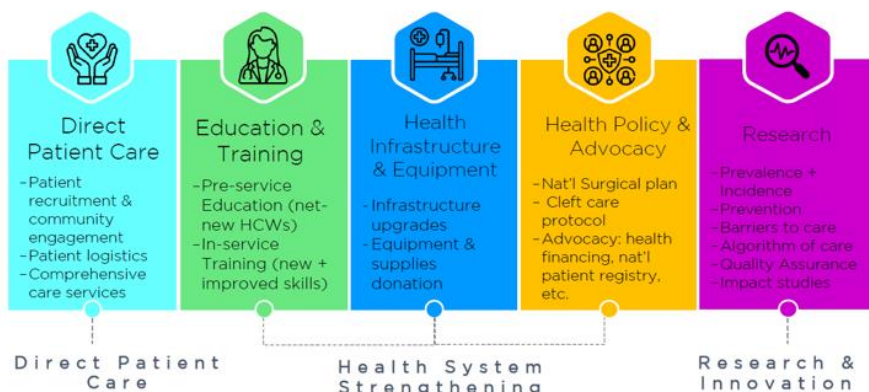 Direct
Patient Care
-Patient
recruitment &
community
engagement
-Patient logistics
-Comprehensive
care services
Education &
Training
-Pre-service
Education (net-
new HCWs)
-In-service
Training (new +
improved skills)
Health
Infrastructure
& Equipment
-Infrastructure
upgrades
-Equipment &
supplies
donation
Health Policy &
Advocacy
-Nat'l Surgical plan
- Cleft care
protocol
-Advocacy: health
financing, nat'l
patient registry,
etc.
Research
-Prevalence +
Incidence
-Prevention
-Barriers to care
-Algorithm of care
-Quality Assurance
-Impact studies
Direct Patient
Care
Health System
Strengthening
Research &
Innovation